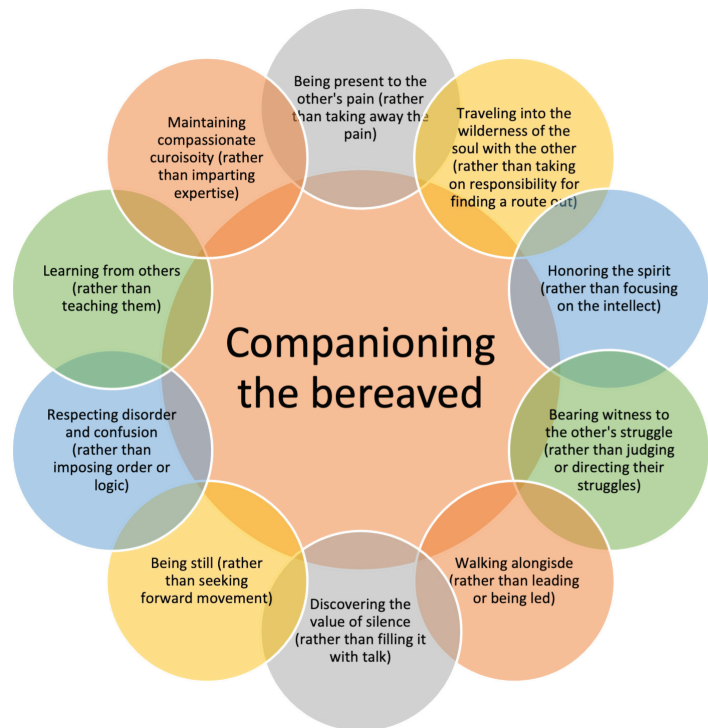 Companioning
the bereaved
Being present to the
other's pain (rather
than taking away the
pain)
Traveling into the
wilderness of the
soul with the other
(rather than taking
on responsibility for
finding a route out)
Honoring the spirit
(rather than focusing
on the intellect)
Bearing witness to
the other's struggle
(rather than judging
or directing their
struggles)
Walking alongisde
(rather than leading
or being led)
Discovering the
value of silence
(rather than filling it
with talk)
Being still (rather
than seeking
forward movement)
Respecting disorder
and confusion
(rather than
imposing order or
logic)
Learning from others
(rather than
teaching them)
Maintaining
compassionate
curoisoity (rather
than imparting
expertise)